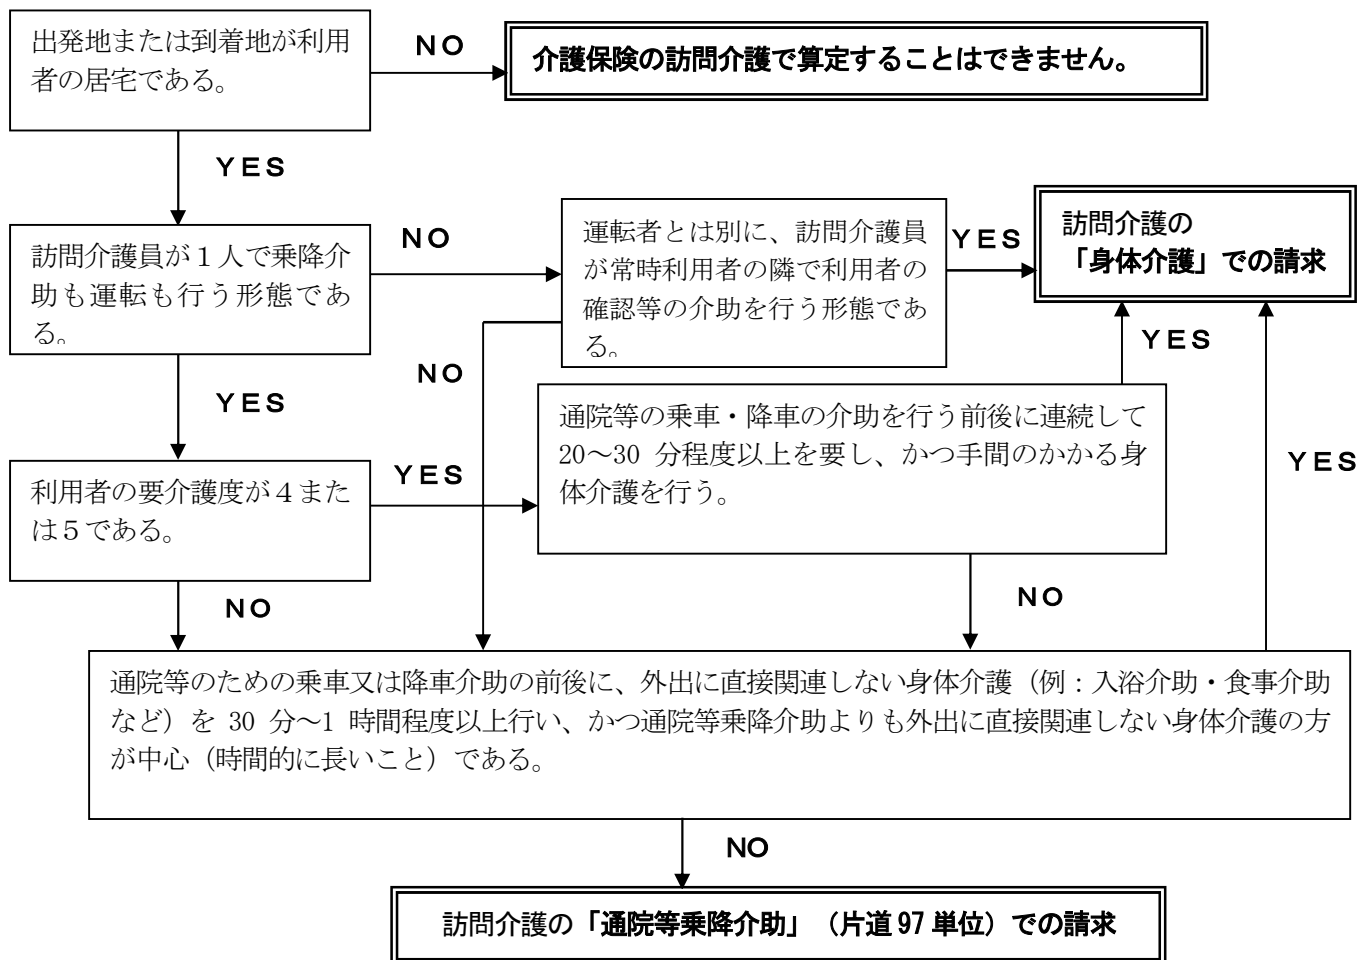 出発地または到着地が利用
者の居宅である。
ＮＯ
介護保険の訪問介護で算定することはできません。
ＹＥＳ
訪問介護員が１人で乗降介
助も運転も行う形態であ
る。
ＮＯ
運転者とは別に、訪問介護員
が常時利用者の隣で利用者の
確認等の介助を行う形態であ
る。
ＹＥＳ
訪問介護の
「身体介護」での請求
ＮＯ
ＹＥＳ
ＹＥＳ
利用者の要介護度が４また
は５である。
ＹＥＳ
通院等の乗車・降車の介助を行う前後に連続して
20～30 分程度以上を要し、かつ手間のかかる身
体介護を行う。
ＹＥＳ
ＮＯ
ＮＯ
通院等のための乗車又は降車介助の前後に、外出に直接関連しない身体介護（例：入浴介助・食事介助
など）を 30 分～1 時間程度以上行い、かつ通院等乗降介助よりも外出に直接関連しない身体介護の方
が中心（時間的に長いこと）である。
ＮＯ
訪問介護の「通院等乗降介助」（片道 97 単位）での請求